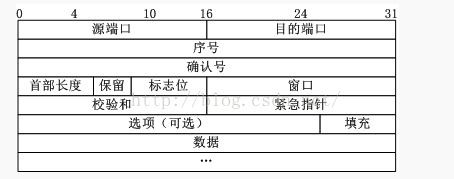 0 4 10 16 24 31
源端口 目的端口
序号
确认号
首部长度 保留 标志位 窗口
校验和 紧急指针
选项（可选） 填充
数据
…